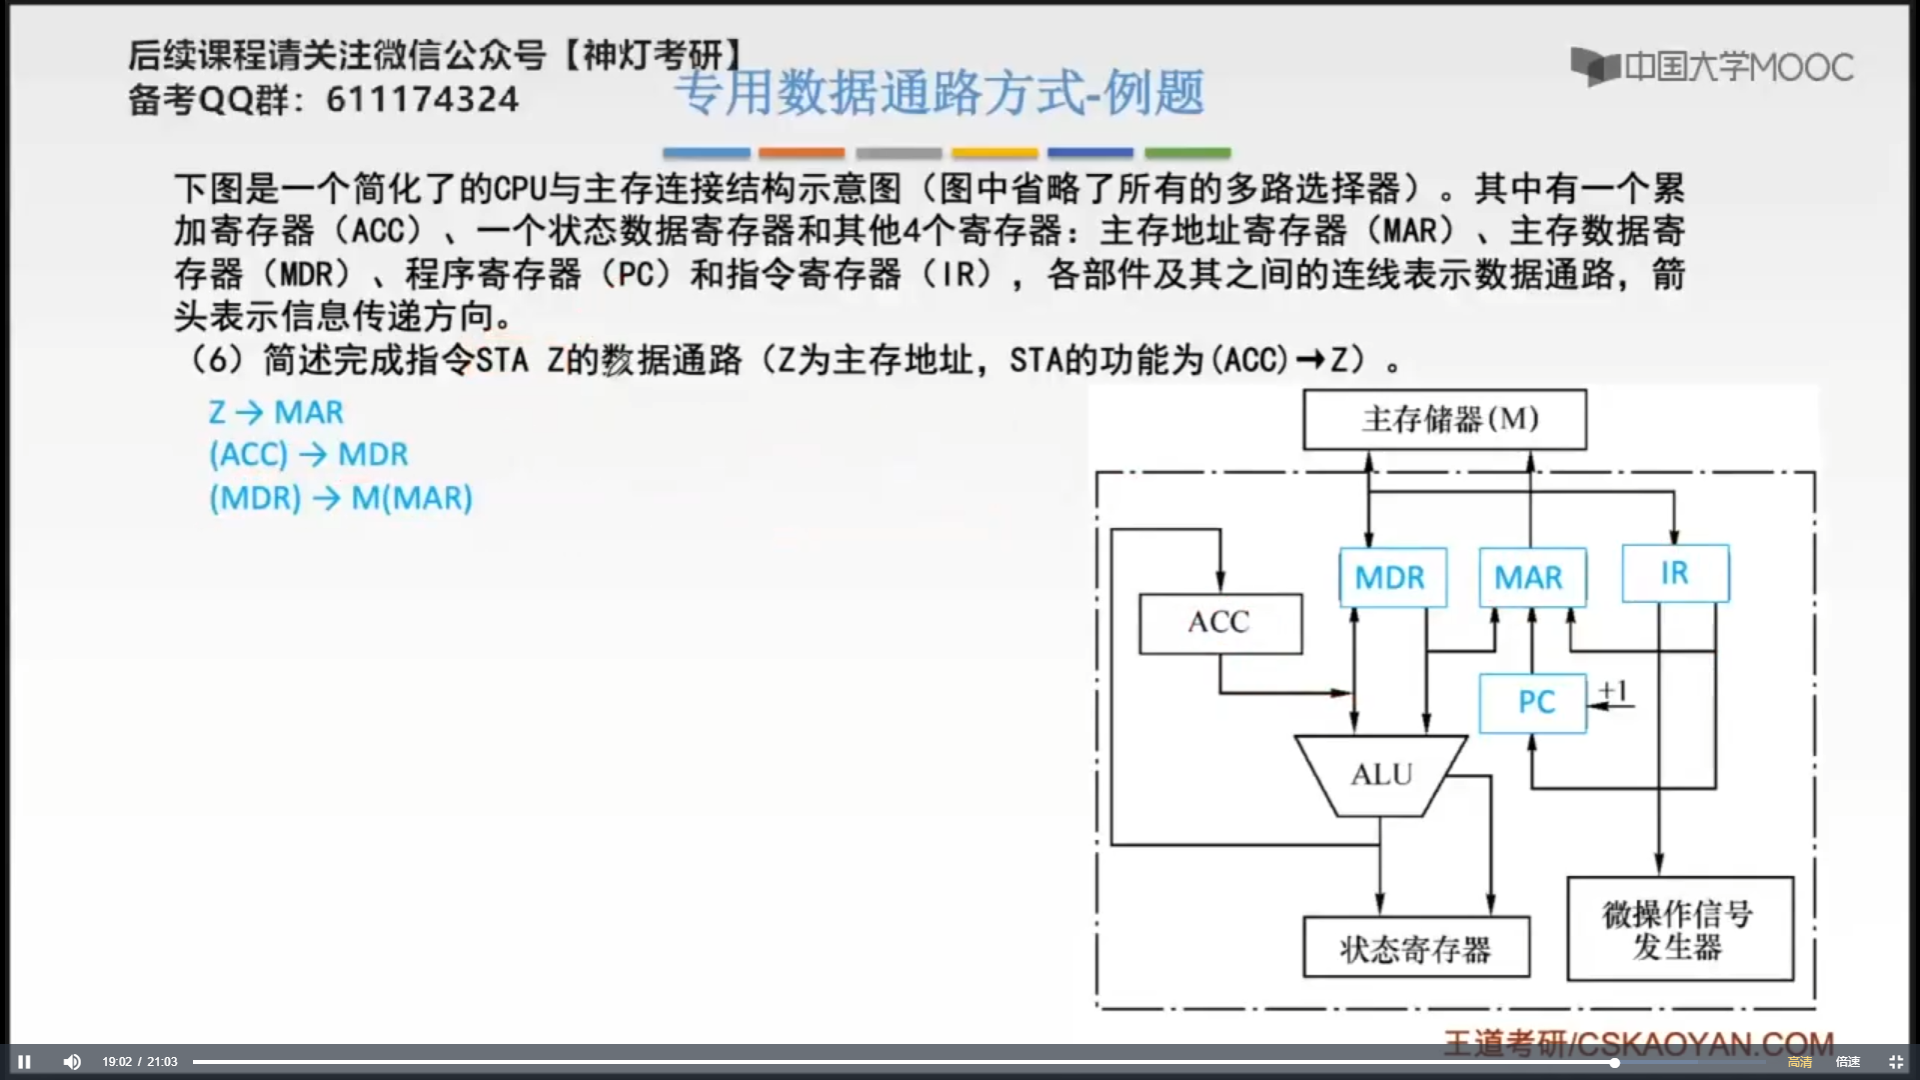 后续课程请关注微信公众号【神灯考研】
备考QQ群：611174324
专用数据通路方式-例题
中国大学MOOC
下图是一个简化了的CPU与主存连接结构示意图（图中省略了所有的多路选择器）。其中有一个累
加寄存器（ACC）、一个状态数据寄存器和其他4个寄存器：主存地址寄存器（MAR）、主存数据寄
存器（MDR）、程序寄存器（PC）和指令寄存器（IR），各部件及其之间的连线表示数据通路，箭
头表示信息传递方向。
（6）简述完成指令STA Z的数据通路（Z为主存地址，STA的功能为(ACC)→Z）。
Z → MAR
(ACC) → MDR
(MDR) → M(MAR)
主存储器(M)
MDR
MAR
IR
ACC
PC
+1
ALU
状态寄存器
微操作信号
发生器
王道考研/CSKAOYAN.COM
19:02 / 21:03
高清
倍速